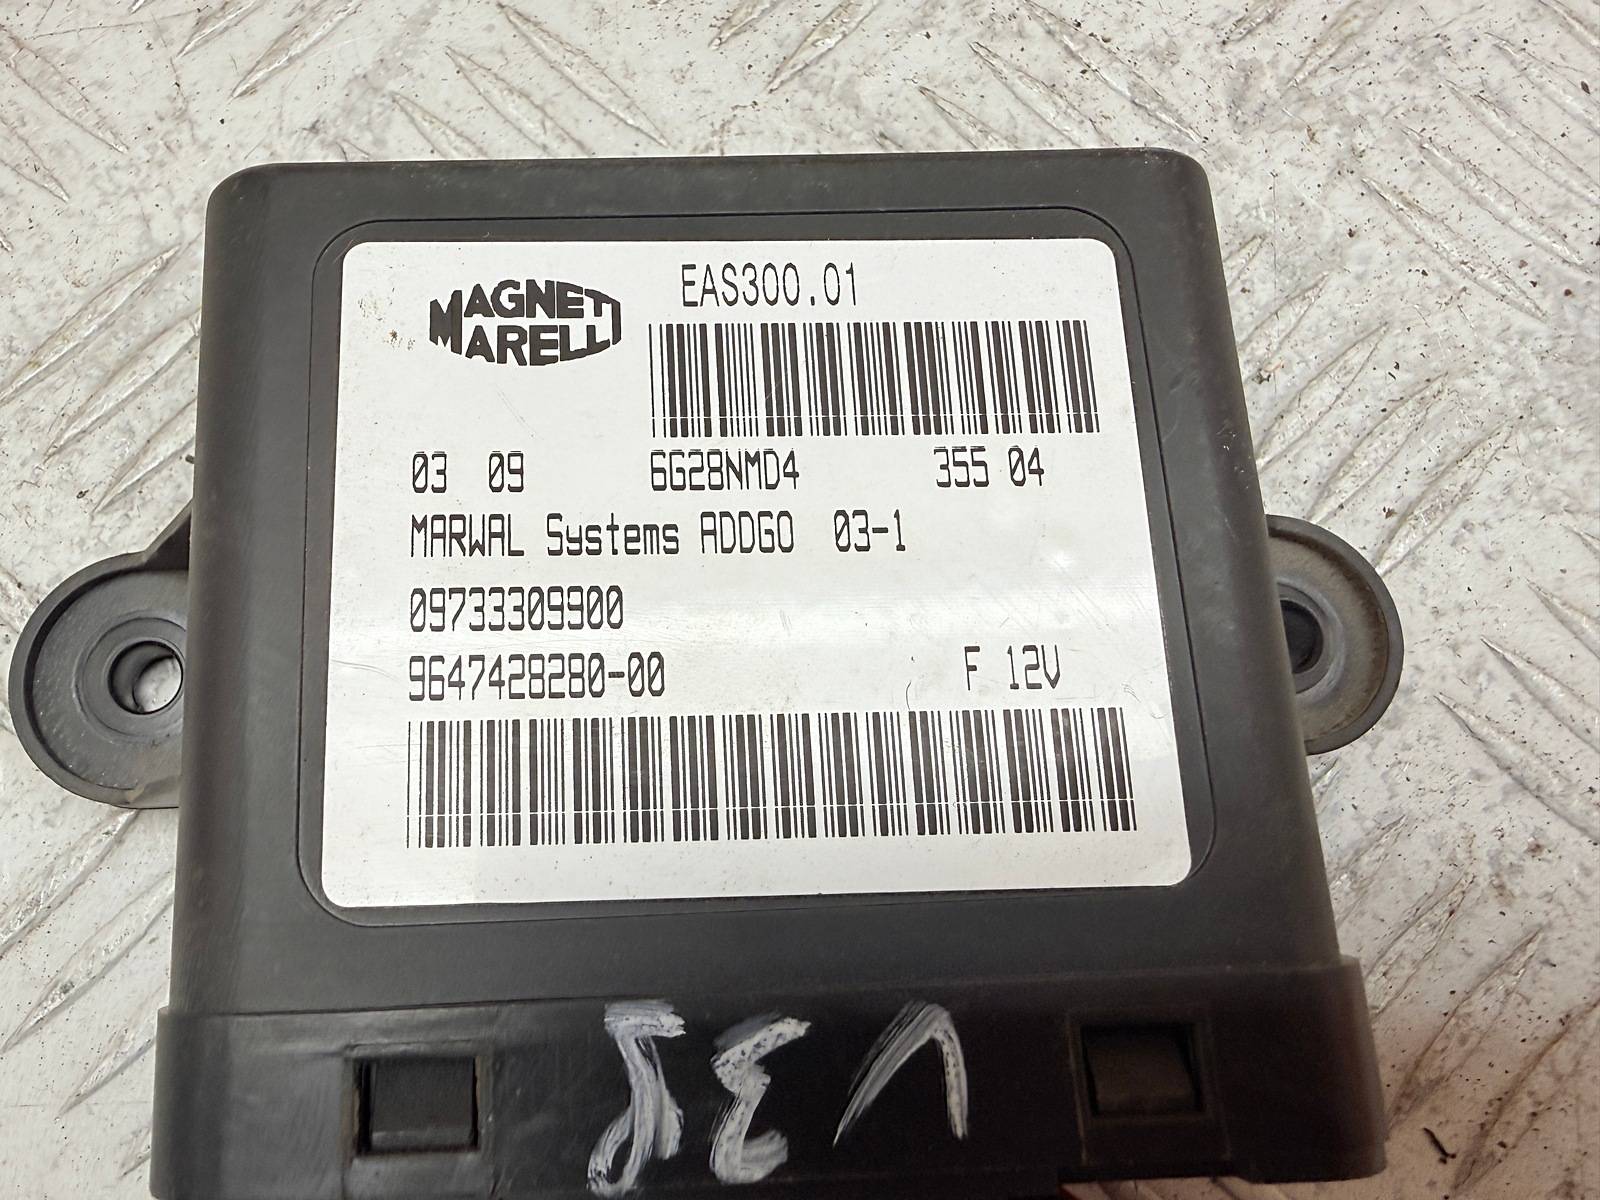 MAGNETI
MARELLI
EAS300.01
03 09 6G28NMD4 355 04
MARWAL Systems ADDGO 03-1
09733309900
9647428280-00 F 12V